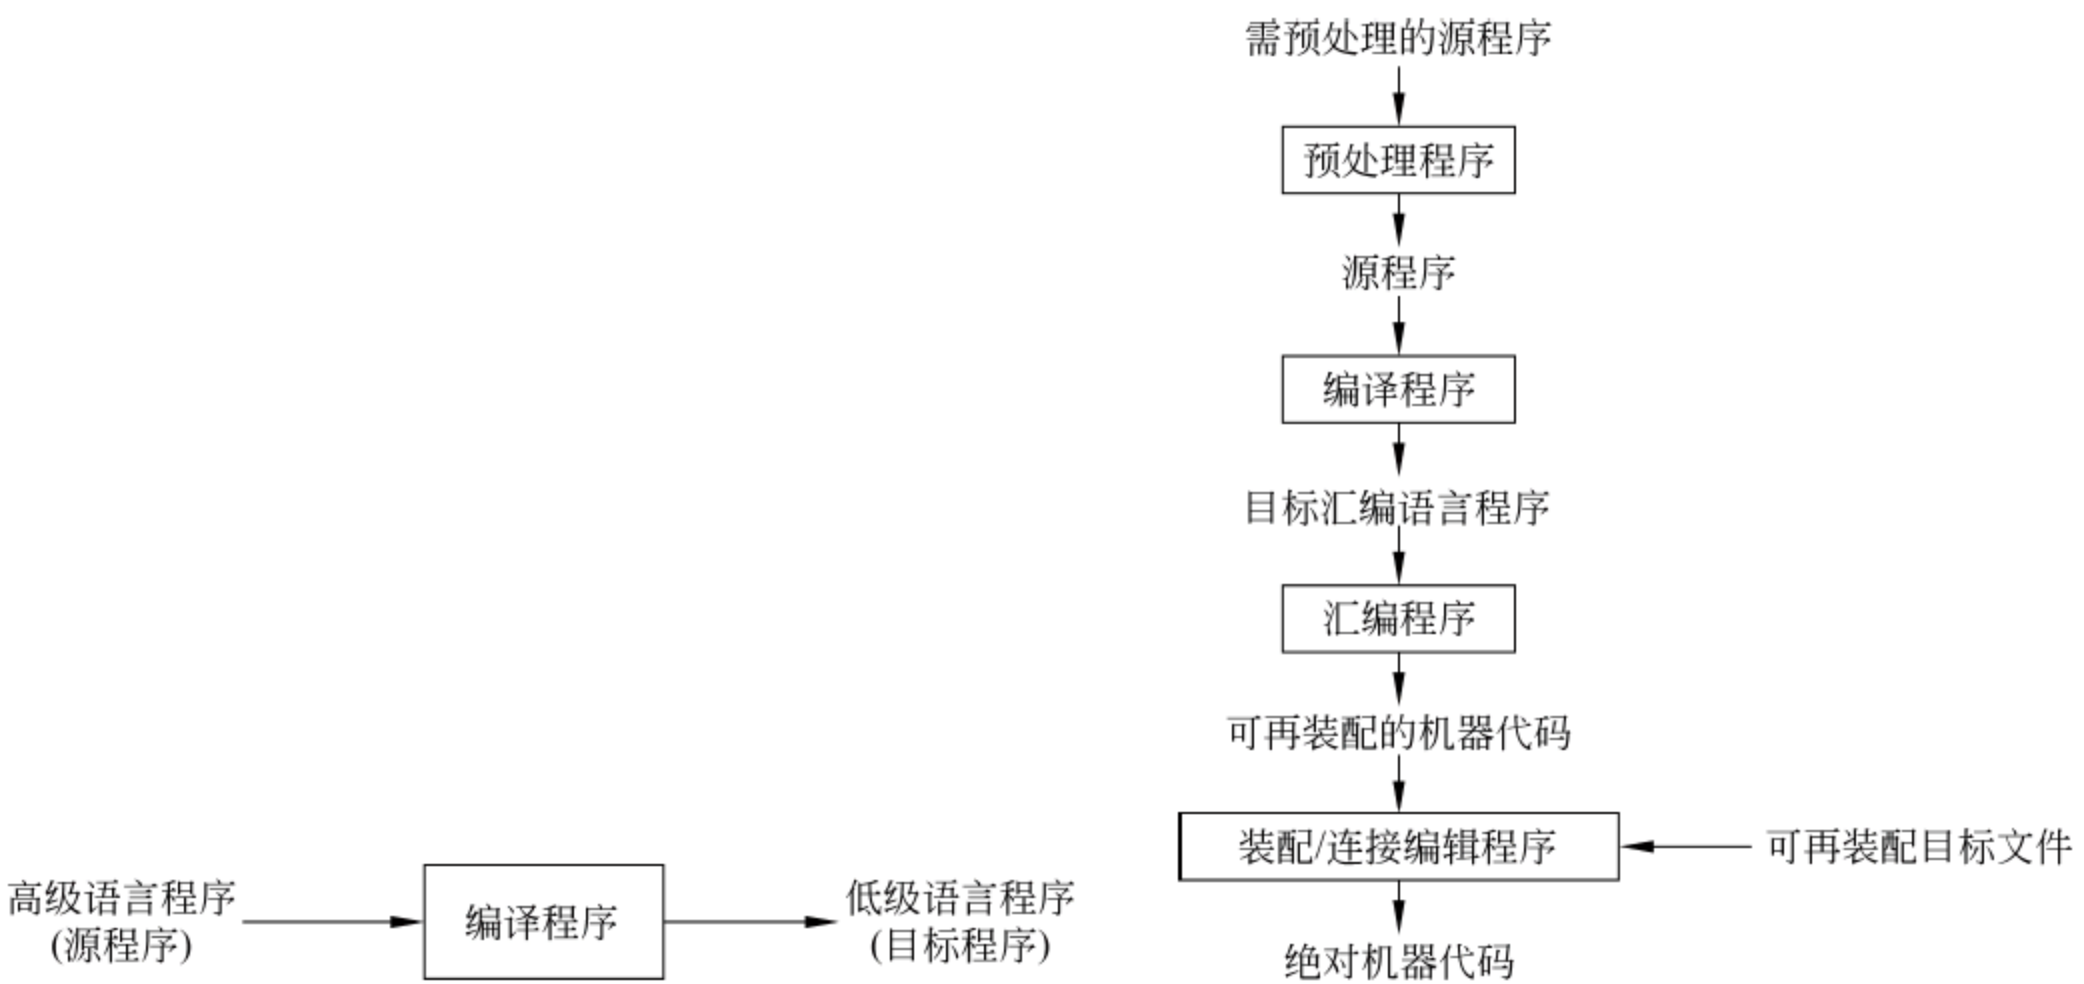 高级语言程序
(源程序)
编译程序
低级语言程序
(目标程序)
需预处理的源程序
预处理程序
源程序
编译程序
目标汇编语言程序
汇编程序
可再装配的机器代码
装配/连接编辑程序
可再装配目标文件
绝对机器代码